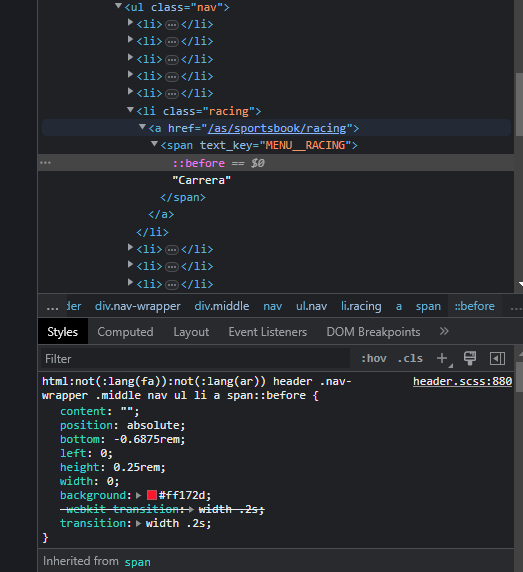 <ul class="nav">
<li> … </li>
<li> … </li>
<li> … </li>
<li> … </li>
<li> … </li>
<li class="racing">
<a href="/as/sportsbook/racing">
<span text_key="MENU__RACING">
… ::before == $0
"Carrera"
</span>
</a>
</li>
<li> … </li>
<li> … </li>
<li> … </li>
… der div.nav-wrapper div.middle nav ul.nav li.racing a span ::before …
Styles Computed Layout Event Listeners DOM Breakpoints »
Filter :hov .cls +
html:not(:lang(fa)):not(:lang(ar)) header .nav- header.scss:880
wrapper .middle nav ul li a span::before {
content: "";
position: absolute;
bottom: -0.6875rem;
left: 0;
height: 0.25rem;
width: 0;
background: #ff172d;
-webkit-transition: width .2s;
transition: width .2s;
}
Inherited from span